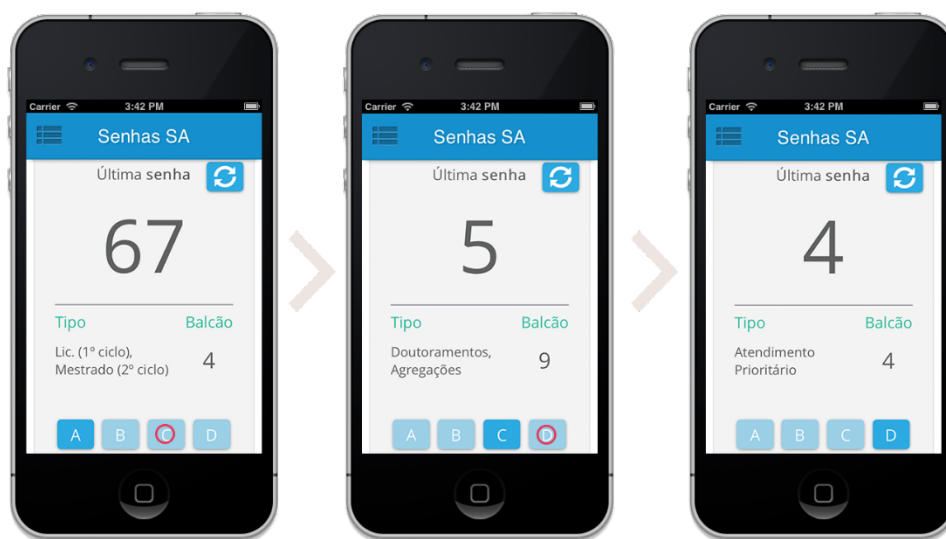 Carrier 3:42 PM
Senhas SA
Última senha
67
Tipo Balcão
Lic. (1º ciclo),
Mestrado (2º ciclo) 4
A B C D
Carrier 3:42 PM
Senhas SA
Última senha
5
Tipo Balcão
Doutoramentos,
Agregações 9
A B C D
Carrier 3:42 PM
Senhas SA
Última senha
4
Tipo Balcão
Atendimento
Prioritário 4
A B C D